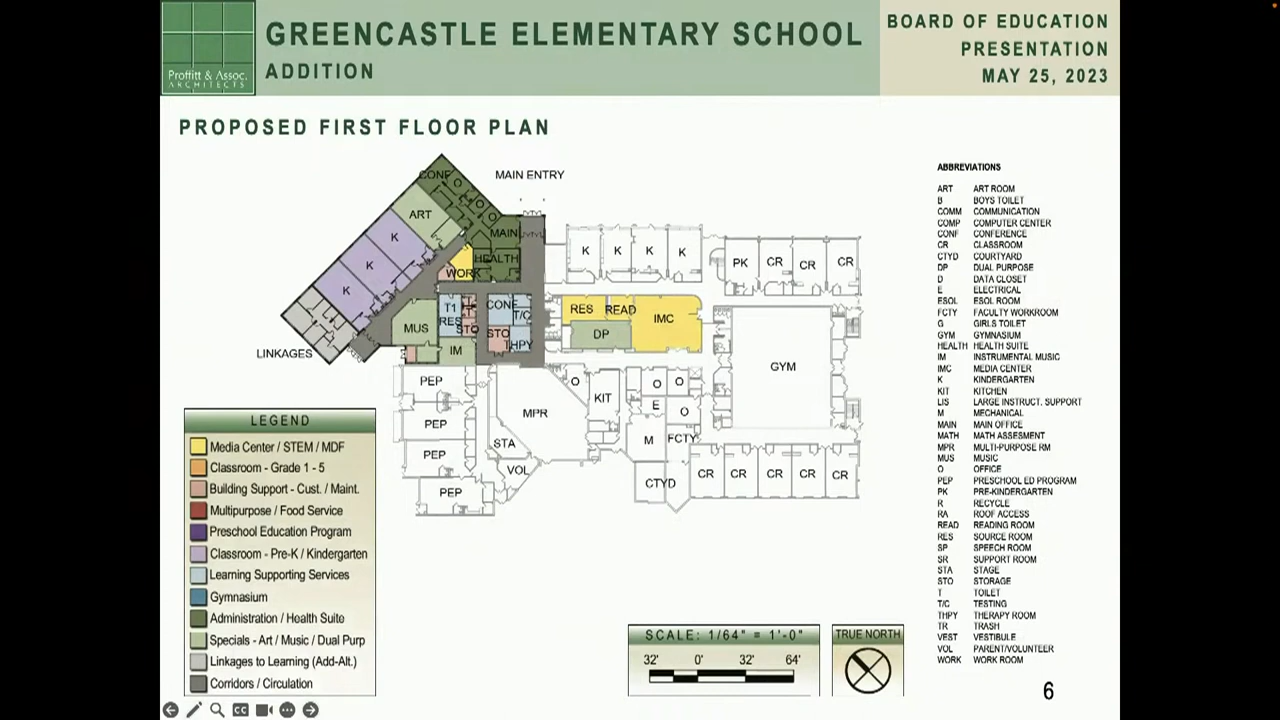 Proffitt & Assoc.
ARCHITECTS
GREENCASTLE ELEMENTARY SCHOOL
ADDITION
BOARD OF EDUCATION
PRESENTATION
MAY 25, 2023
PROPOSED FIRST FLOOR PLAN
CONF
MAIN ENTRY
O
O
O
ART
MAIN
K
K
K
WORK
HEALTH
K
K
K
K
PK
CR
CR
CR
LINKAGES
MUS
T1
RES
T
STO
CONF
T/C
STO
THPY
IM
RES
READ
IMC
DP
GYM
PEP
PEP
PEP
PEP
MPR
STA
VOL
O
KIT
O
O
E
O
M
FCTY
CTYD
CR
CR
CR
CR
CR
ABBREVIATIONS
ART ART ROOM
B BOYS TOILET
COMM COMMUNICATION
COMP COMPUTER CENTER
CONF CONFERENCE
CR CLASSROOM
CTYD COURTYARD
DP DUAL PURPOSE
D DATA CLOSET
E ELECTRICAL
ESOL ESOL ROOM
FCTY FACULTY WORKROOM
G GIRLS TOILET
GYM GYMNASIUM
HEALTH HEALTH SUITE
IM INSTRUMENTAL MUSIC
IMC MEDIA CENTER
K KINDERGARTEN
KIT KITCHEN
LIS LARGE INSTRUCT. SUPPORT
M MECHANICAL
MAIN MAIN OFFICE
MATH MATH ASSESMENT
MPR MULTI-PURPOSE RM
MUS MUSIC
O OFFICE
PEP PRESCHOOL ED PROGRAM
PK PRE-KINDERGARTEN
R RECYCLE
RA ROOF ACCESS
READ READING ROOM
RES SOURCE ROOM
SP SPEECH ROOM
SR SUPPORT ROOM
STA STAGE
STO STORAGE
T TOILET
T/C TESTING
THPY THERAPY ROOM
TR TRASH
VEST VESTIBULE
VOL PARENT/VOLUNTEER
WORK WORK ROOM
LEGEND
Media Center / STEM / MDF
Classroom - Grade 1 - 5
Building Support - Cust. / Maint.
Multipurpose / Food Service
Preschool Education Program
Classroom - Pre-K / Kindergarten
Learning Supporting Services
Gymnasium
Administration / Health Suite
Specials - Art / Music / Dual Purp
Linkages to Learning (Add-Alt.)
Corridors / Circulation
SCALE: 1/64" = 1'-0"
32' 0' 32' 64'
TRUE NORTH
6
CC